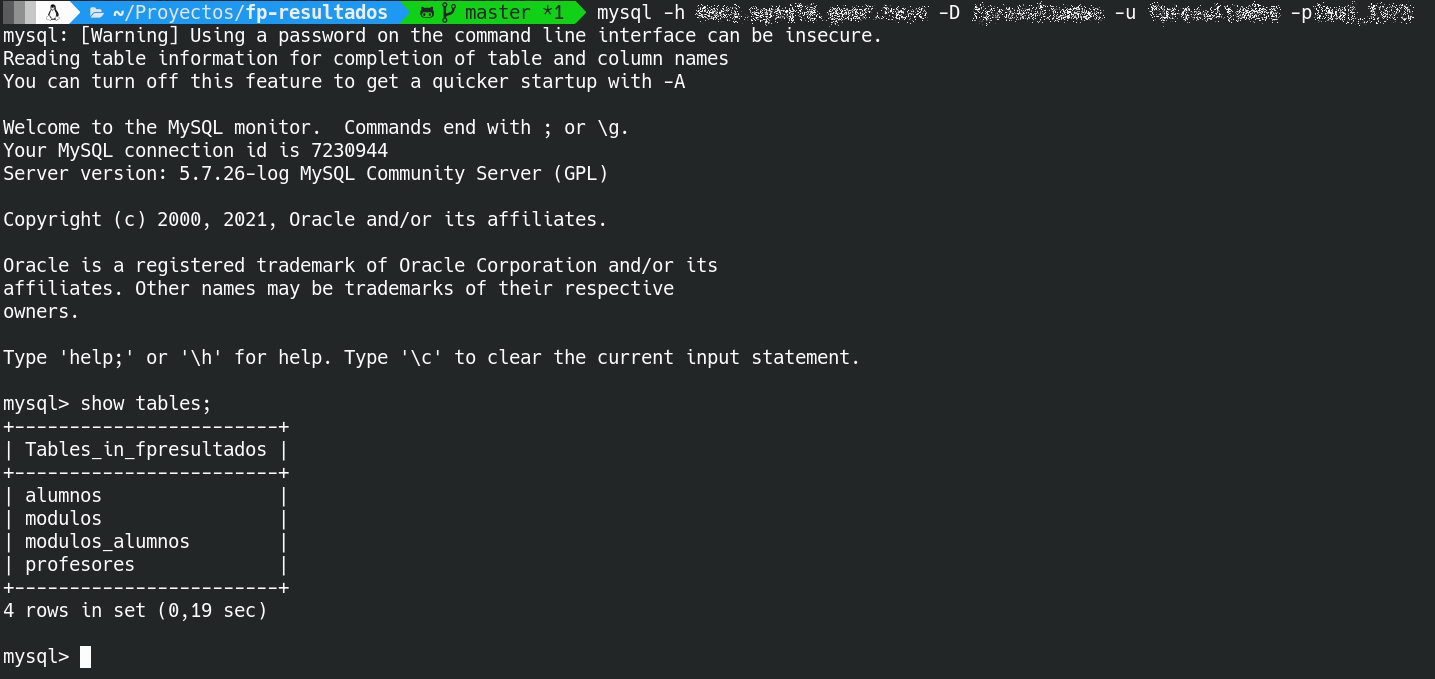 ~/Proyectos/fp-resultados master *1 mysql -h -D -u -p
mysql: [Warning] Using a password on the command line interface can be insecure.
Reading table information for completion of table and column names
You can turn off this feature to get a quicker startup with -A
Welcome to the MySQL monitor.  Commands end with ; or \g.
Your MySQL connection id is 7230944
Server version: 5.7.26-log MySQL Community Server (GPL)
Copyright (c) 2000, 2021, Oracle and/or its affiliates.
Oracle is a registered trademark of Oracle Corporation and/or its
affiliates. Other names may be trademarks of their respective
owners.
Type 'help;' or '\h' for help. Type '\c' to clear the current input statement.
mysql> show tables;
+------------------------+
| Tables_in_fpresultados |
+------------------------+
| alumnos                |
| modulos                |
| modulos_alumnos        |
| profesores             |
+------------------------+
4 rows in set (0,19 sec)
mysql>